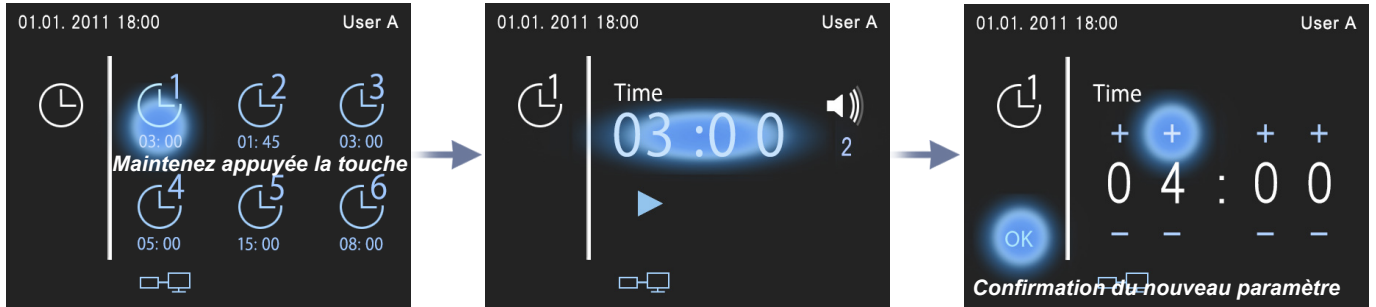 01.01. 2011 18:00 User A
1 2 3
03: 00 01: 45 03: 00
Maintenez appuyée la touche
4 5 6
05: 00 15: 00 08: 00
01.01. 2011 18:00 User A
1 Time
03 :0 0 2
01.01. 2011 18:00 User A
1 Time
+ + + +
0 4 : 0 0
OK − − − −
Confirmation du nouveau paramètre